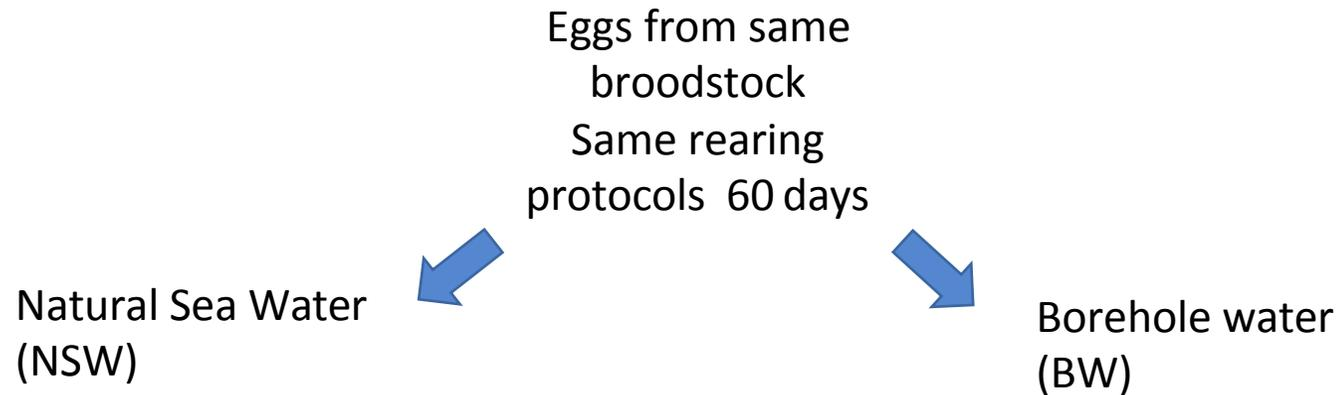 Eggs from same
broodstock
Same rearing
protocols  60 days
Natural Sea Water
(NSW)
Borehole water
(BW)